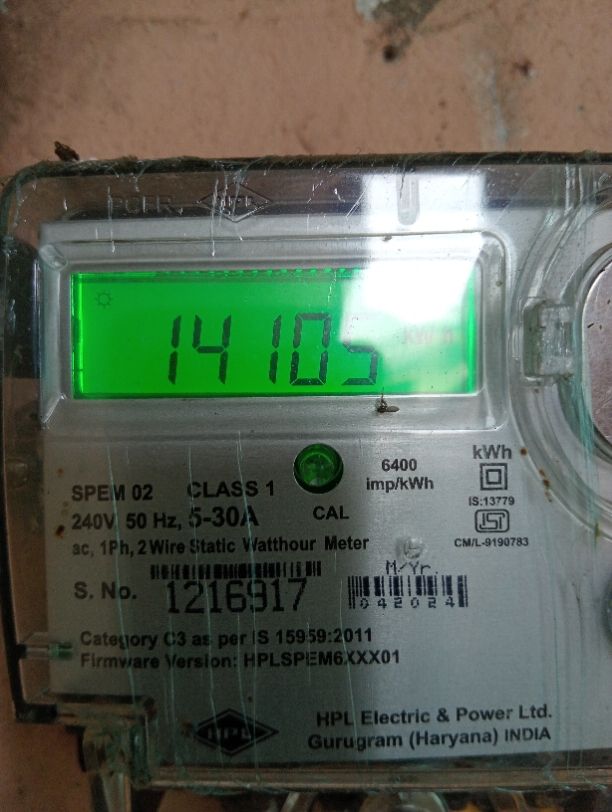 HPL
14105
kWh
6400
imp/kWh
kWh
SPEM 02 CLASS 1
IS:13779
240V 50 Hz, 5-30A
CAL
CM/L-9190783
ac, 1Ph, 2 Wire Static Watthour Meter
M/Yr.
S. No. 1216917
042024
Category C3 as per IS 15959:2011
Firmware Version: HPLSPEM6XXX01
HPL
HPL Electric & Power Ltd.
Gurugram (Haryana) INDIA